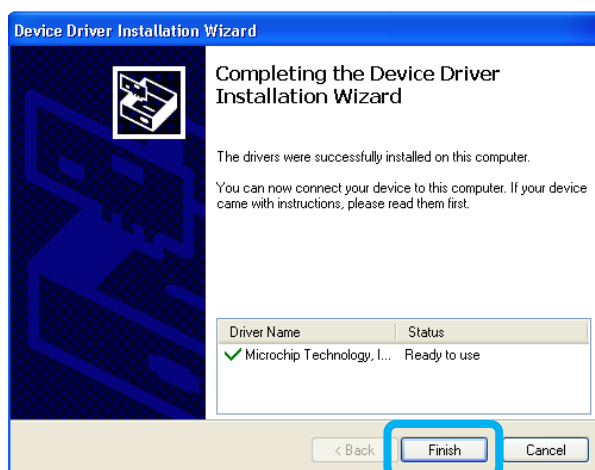 Device Driver Installation Wizard
Completing the Device Driver
Installation Wizard
The drivers were successfully installed on this computer.
You can now connect your device to this computer. If your device
came with instructions, please read them first.
Driver Name Status
Microchip Technology, I... Ready to use
< Back Finish Cancel